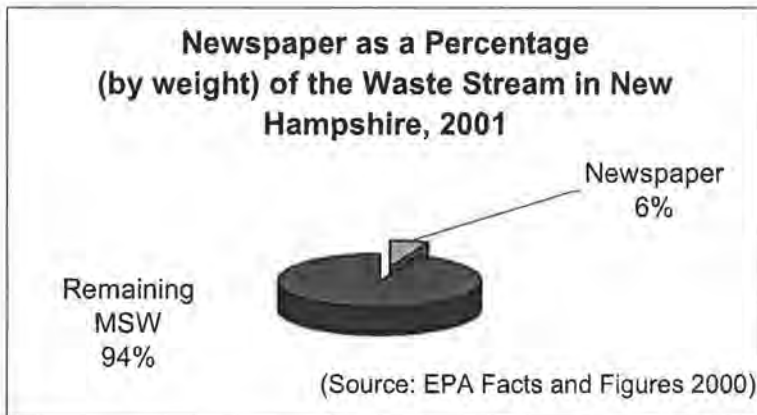 Newspaper as a Percentage
(by weight) of the Waste Stream in New
Hampshire, 2001
Newspaper
6%
Remaining
MSW
94%
(Source: EPA Facts and Figures 2000)